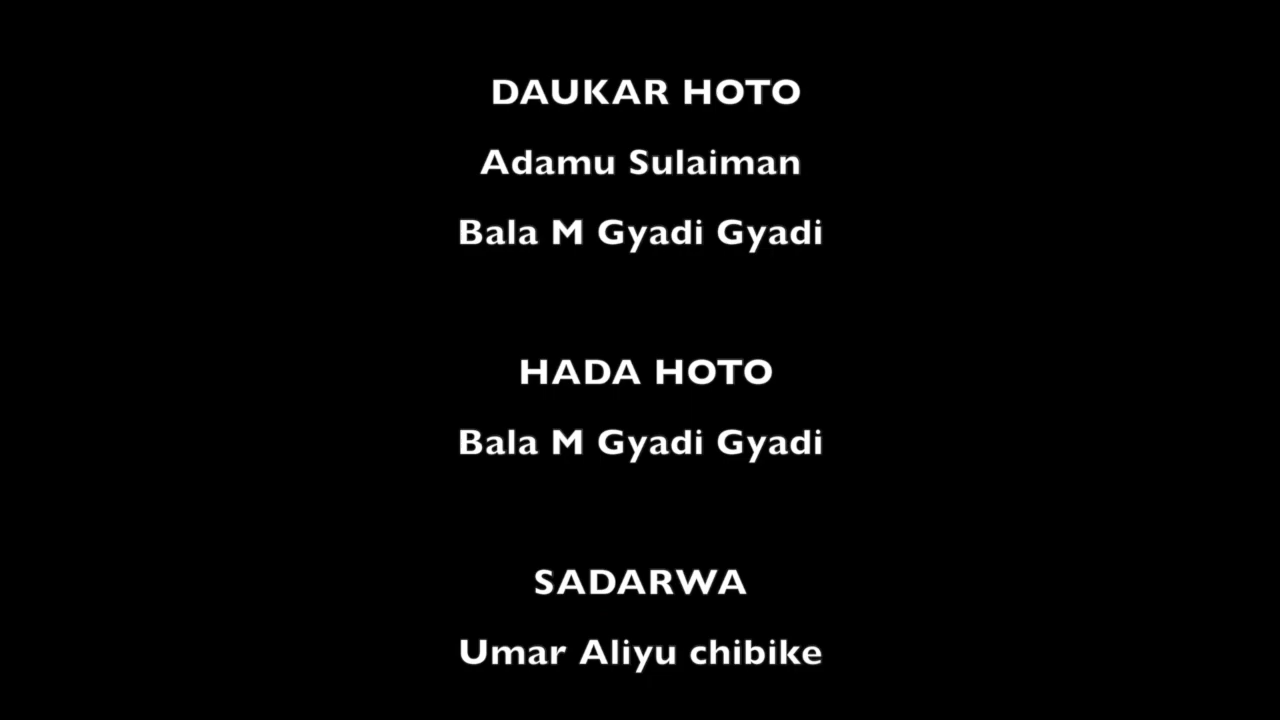 DAUKAR HOTO
Adamu Sulaiman
Bala M Gyadi Gyadi
HADA HOTO
Bala M Gyadi Gyadi
SADARWA
Umar Aliyu chibike